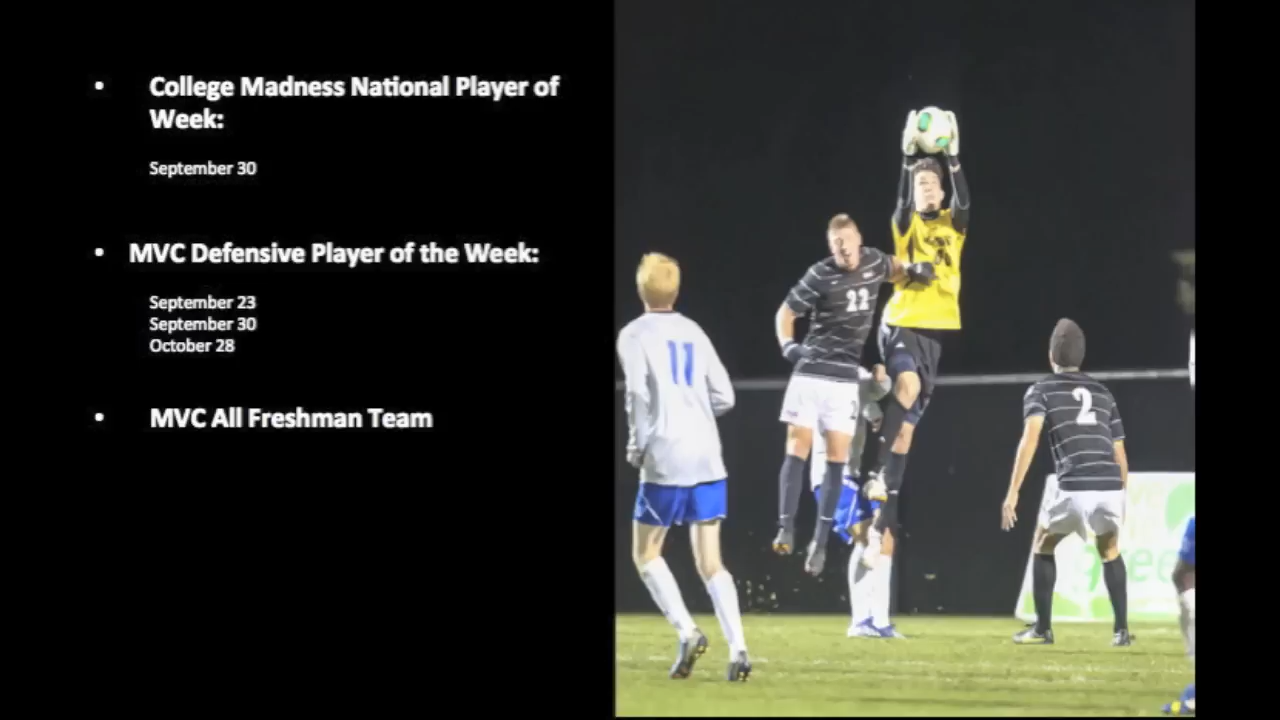 • College Madness National Player of
Week:
September 30
• MVC Defensive Player of the Week:
September 23
September 30
October 28
• MVC All Freshman Team
11
22
2
2